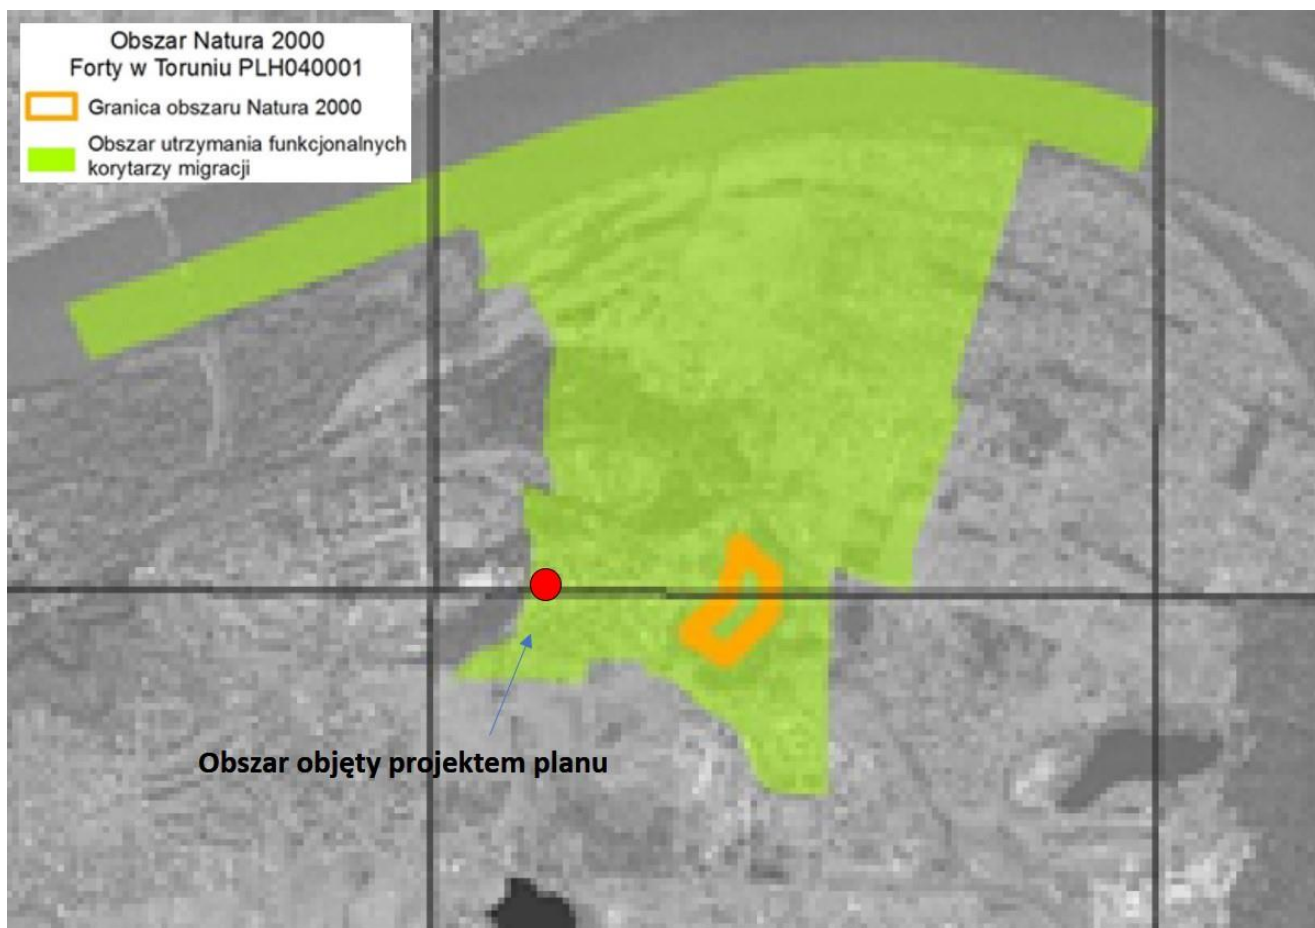 Obszar Natura 2000
Forty w Toruniu PLH040001
Granica obszaru Natura 2000
Obszar utrzymania funkcjonalnych
korytarzy migracji
Obszar objęty projektem planu